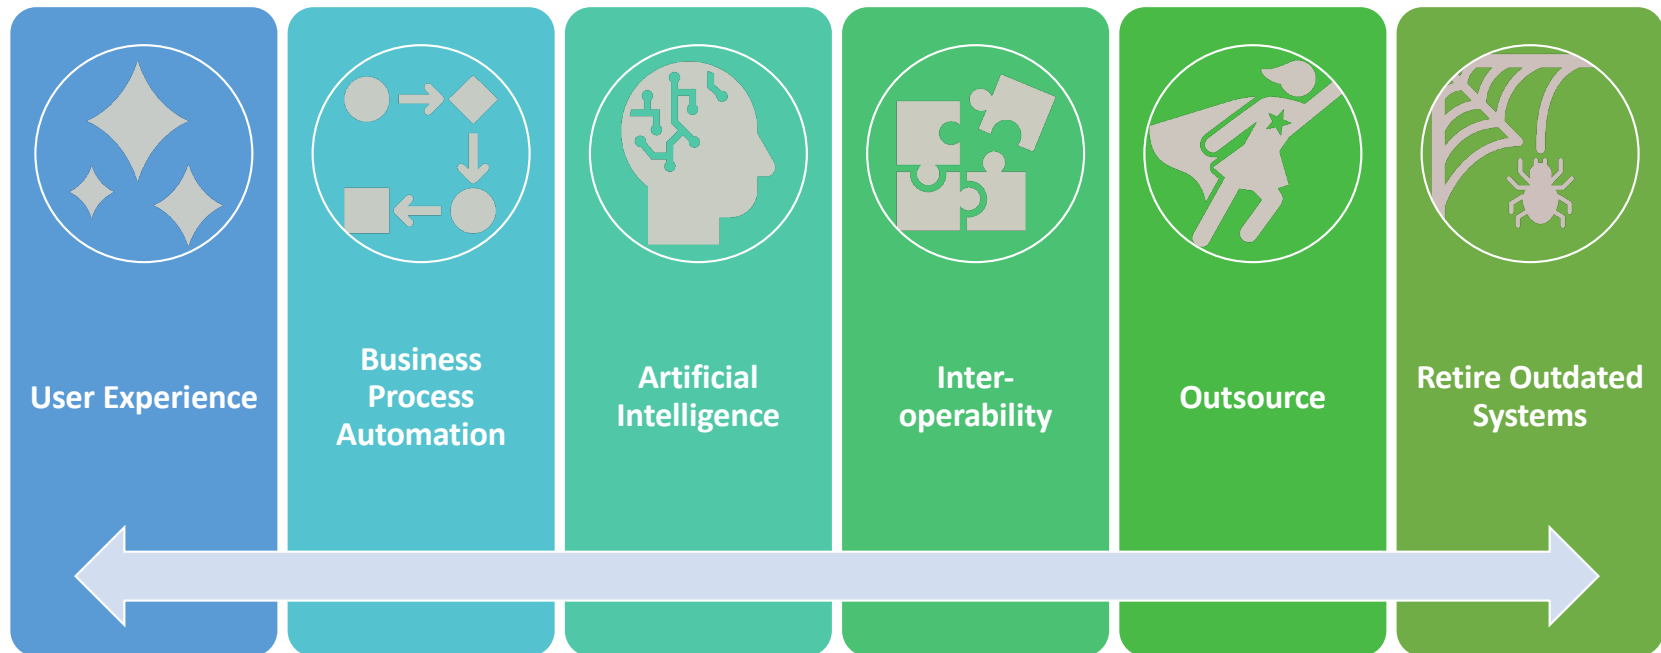 User Experience
Business
Process
Automation
Artificial
Intelligence
Inter-
operability
Outsource
Retire Outdated
Systems